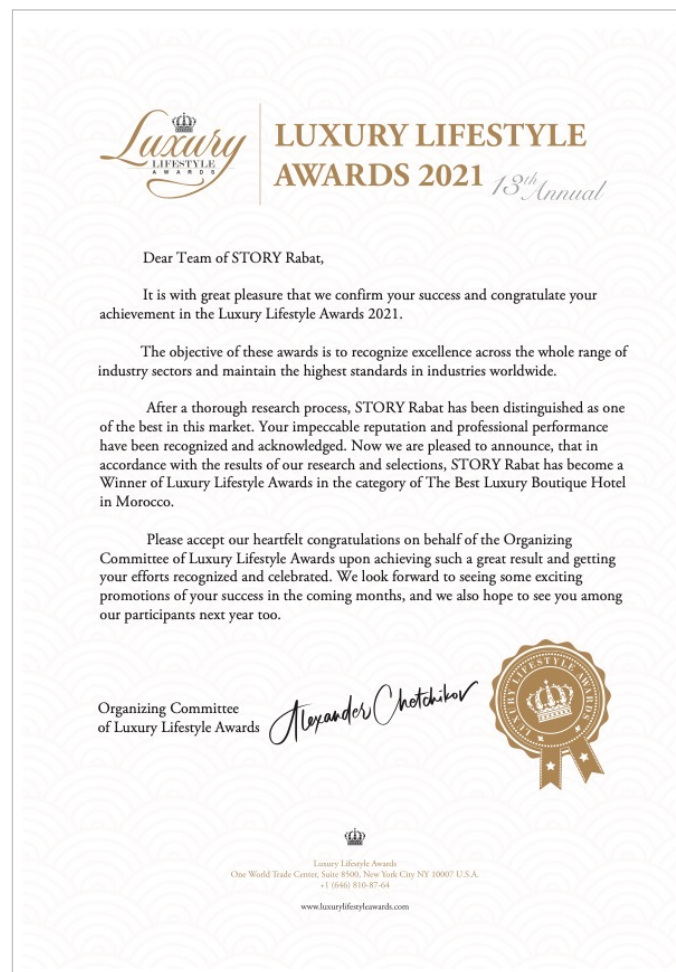 Luxury
LIFESTYLE
AWARDS
LUXURY LIFESTYLE
AWARDS 2021 13th Annual
Dear Team of STORY Rabat,
It is with great pleasure that we confirm your success and congratulate your
achievement in the Luxury Lifestyle Awards 2021.
The objective of these awards is to recognize excellence across the whole range of
industry sectors and maintain the highest standards in industries worldwide.
After a thorough research process, STORY Rabat has been distinguished as one
of the best in this market. Your impeccable reputation and professional performance
have been recognized and acknowledged. Now we are pleased to announce, that in
accordance with the results of our research and selections, STORY Rabat has become a
Winner of Luxury Lifestyle Awards in the category of The Best Luxury Boutique Hotel
in Morocco.
Please accept our heartfelt congratulations on behalf of the Organizing
Committee of Luxury Lifestyle Awards upon achieving such a great result and getting
your efforts recognized and celebrated. We look forward to seeing some exciting
promotions of your success in the coming months, and we also hope to see you among
our participants next year too.
Organizing Committee
of Luxury Lifestyle Awards
Alexander Chetchikov
LUXURY LIFESTYLE AWARDS
Luxury Lifestyle Awards
One World Trade Center, Suite 8500, New York City NY 10007 U.S.A.
+1 (646) 810-87-64
www.luxurylifestyleawards.com